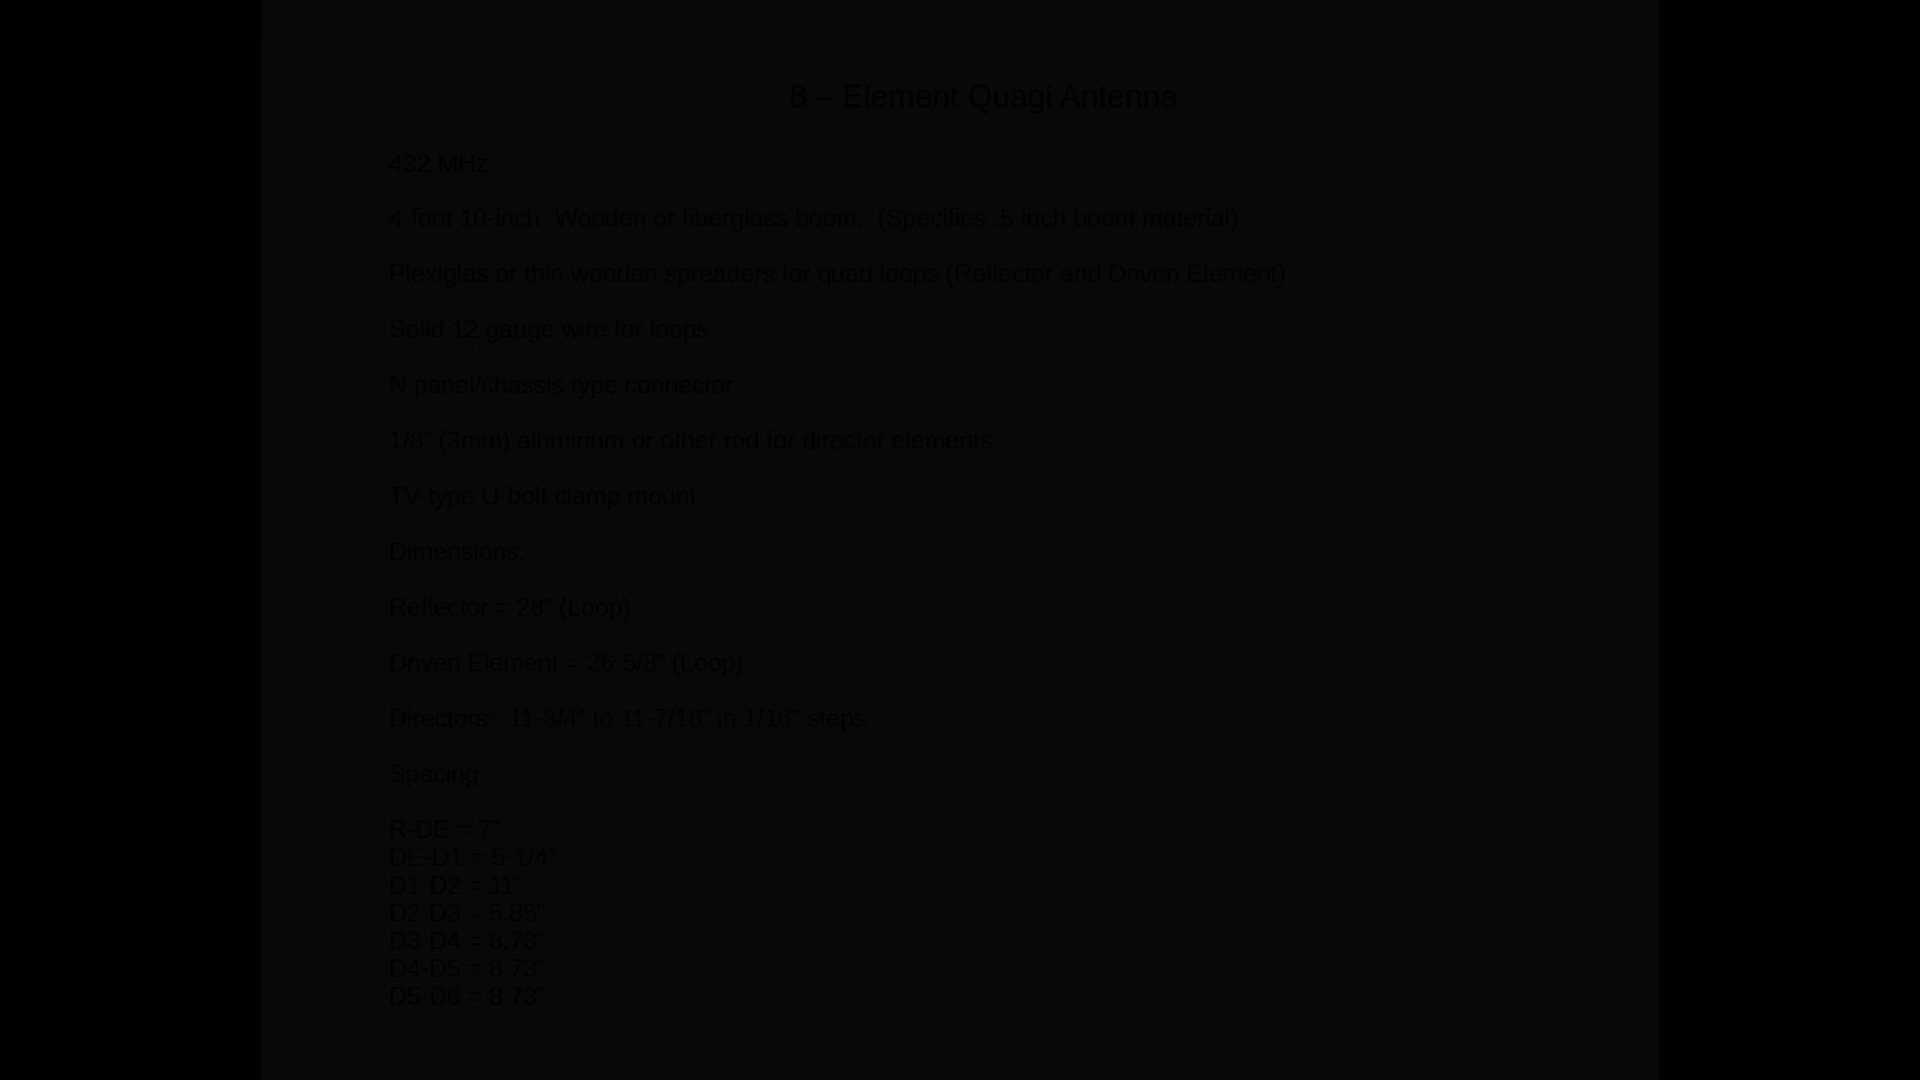 8 – Element Quagi Antenna
432 MHz
4-foot 10-inch  Wooden or fiberglass boom.  (Specifies .5 inch boom material)
Plexiglas or thin wooden spreaders for quad loops (Reflector and Driven Element)
Solid 12 gauge wire for loops
N panel/chassis type connector
1/8” (3mm) aluminum or other rod for director elements
TV-type U-bolt clamp mount
Dimensions:
Reflector = 28” (Loop)
Driven Element = 26-5/8” (Loop)
Directors:  11-3/4” to 11-7/16” in 1/16” steps
Spacing:
R-DE = 7”
DE-D1 = 5-1/4”
D1-D2 = 11”
D2-D3 = 5.85”
D3-D4 = 8.73”
D4-D5 = 8.73”
D5-D6 = 8.73”